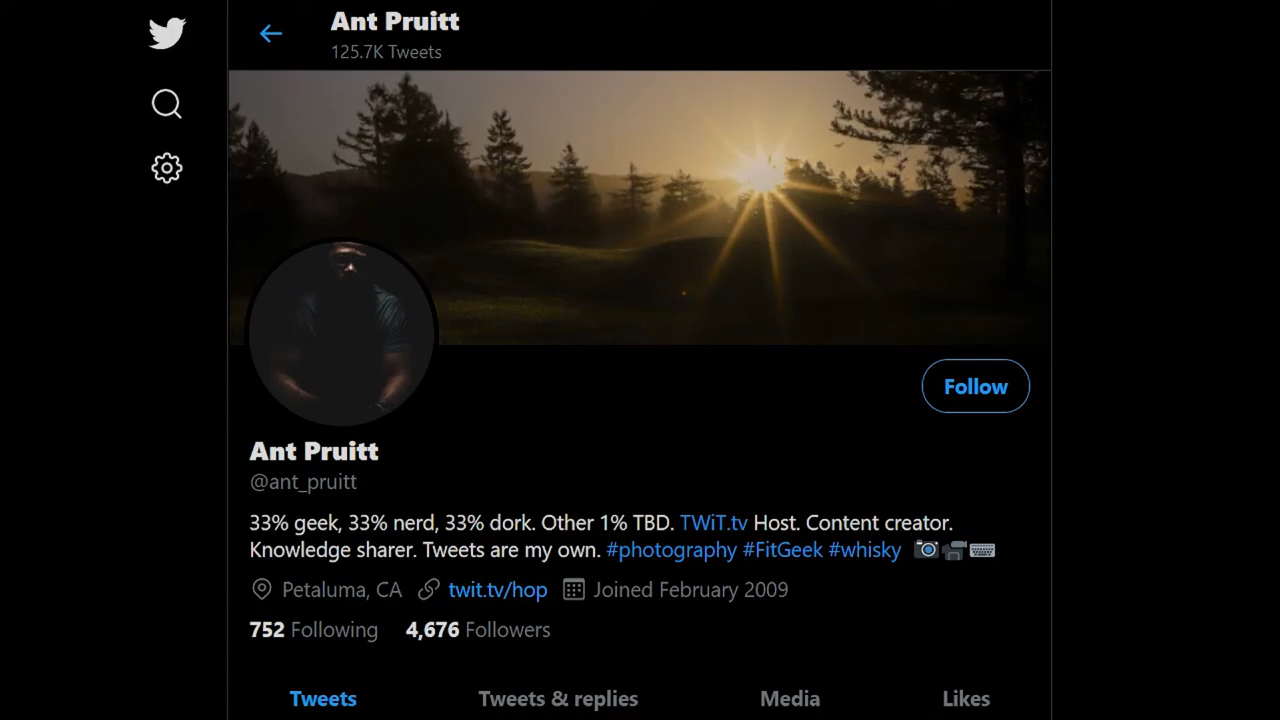 Ant Pruitt
125.7K Tweets
Follow
Ant Pruitt
@ant_pruitt
33% geek, 33% nerd, 33% dork. Other 1% TBD. TWiT.tv Host. Content creator.
Knowledge sharer. Tweets are my own. #photography #FitGeek #whisky 📷📹⌨
Petaluma, CA twit.tv/hop Joined February 2009
752 Following 4,676 Followers
Tweets Tweets & replies Media Likes